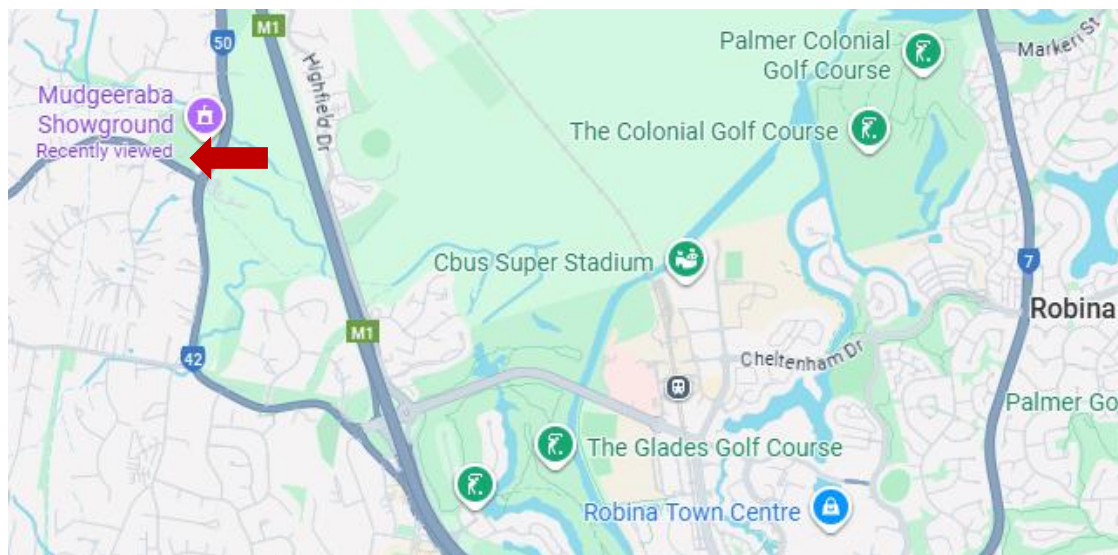 M1
50
Palmer Colonial
Golf Course
Markeri St
Highfield Dr
Mudgeeraba
Showground
Recently viewed
The Colonial Golf Course
Cbus Super Stadium
7
Robina
M1
42
Cheltenham Dr
Palmer Go
The Glades Golf Course
Robina Town Centre